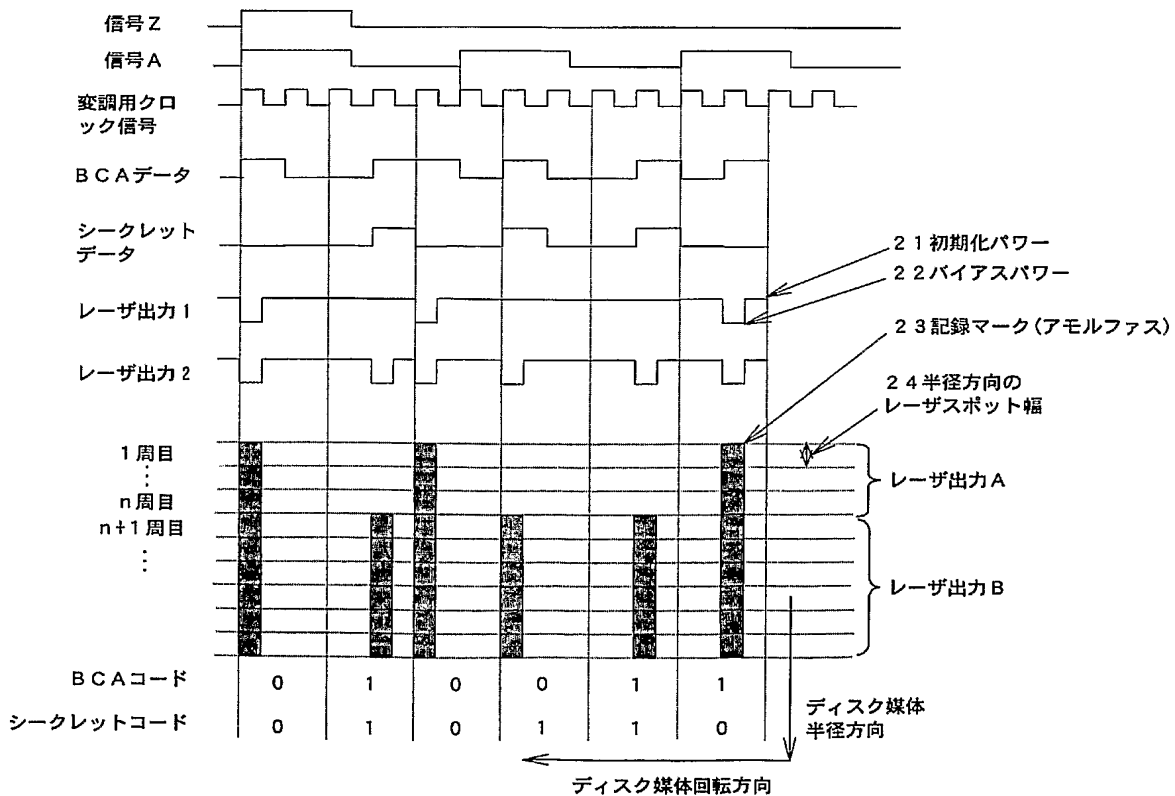 信号Z
信号A
変調用クロ
ック信号
BCAデータ
シークレット
データ
21初期化パワー
22バイアスパワー
レーザ出力1
23記録マーク(アモルファス)
レーザ出力2
24半径方向の
レーザスポット幅
1周目
⋮
n周目
レーザ出力A
n+1周目
⋮
レーザ出力B
BCAコード 0 1 0 0 1 1
シークレットコード 0 1 0 1 1 0
ディスク媒体
半径方向
ディスク媒体回転方向